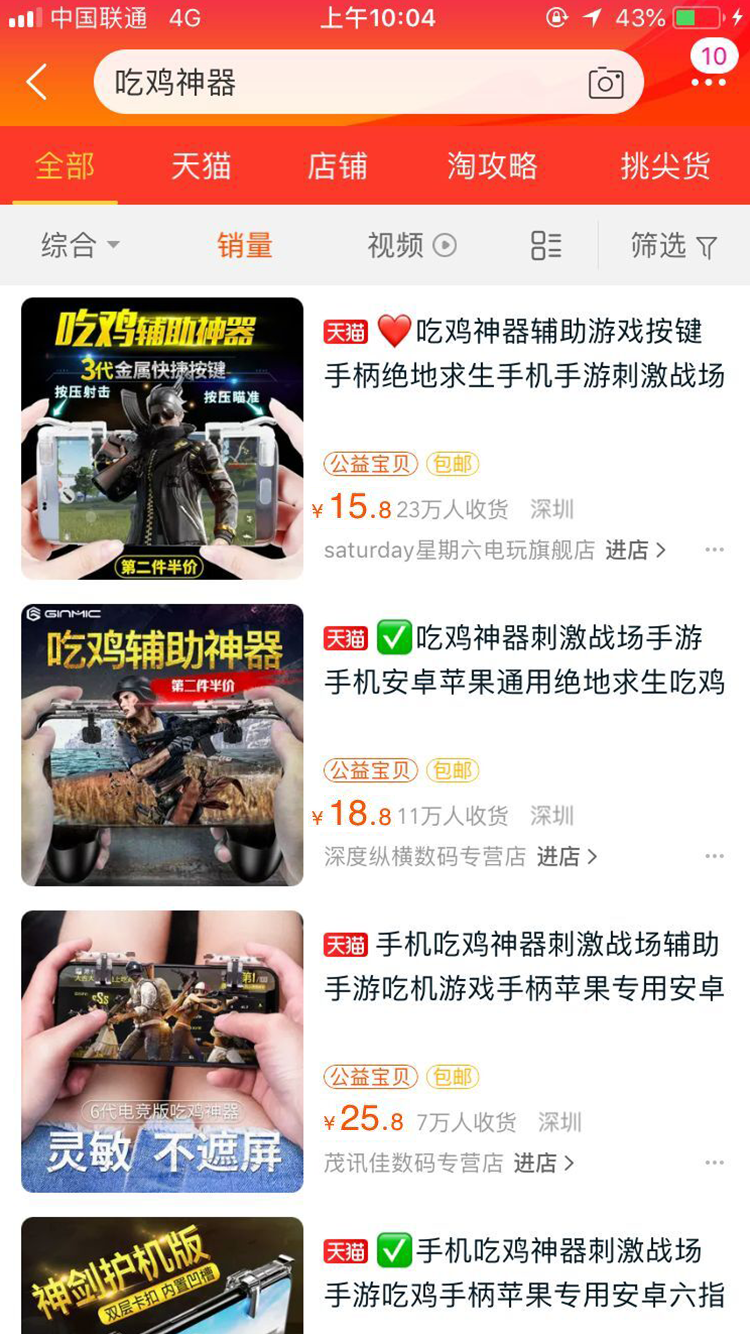 中国联通 4G 上午10:04 43%
吃鸡神器
10
全部 天猫 店铺 淘攻略 挑尖货
综合 销量 视频 筛选
吃鸡辅助神器
3代金属快捷按键
按压射击 按压瞄准
第二件半价
天猫 ❤️吃鸡神器辅助游戏按键
手柄绝地求生手机手游刺激战场
公益宝贝 包邮
¥15.8 23万人收货 深圳
saturday星期六电玩旗舰店 进店 >
GINMIC
吃鸡辅助神器
第二件半价
天猫 ✅吃鸡神器刺激战场手游
手机安卓苹果通用绝地求生吃鸡
公益宝贝 包邮
¥18.8 11万人收货 深圳
深度纵横数码专营店 进店 >
第1
6代电竞版吃鸡神器
灵敏 不遮屏
天猫 手机吃鸡神器刺激战场辅助
手游吃机游戏手柄苹果专用安卓
公益宝贝 包邮
¥25.8 7万人收货 深圳
茂讯佳数码专营店 进店 >
神剑护机版
双层卡扣 内置凹槽
天猫 ✅手机吃鸡神器刺激战场
手游吃鸡手柄苹果专用安卓六指